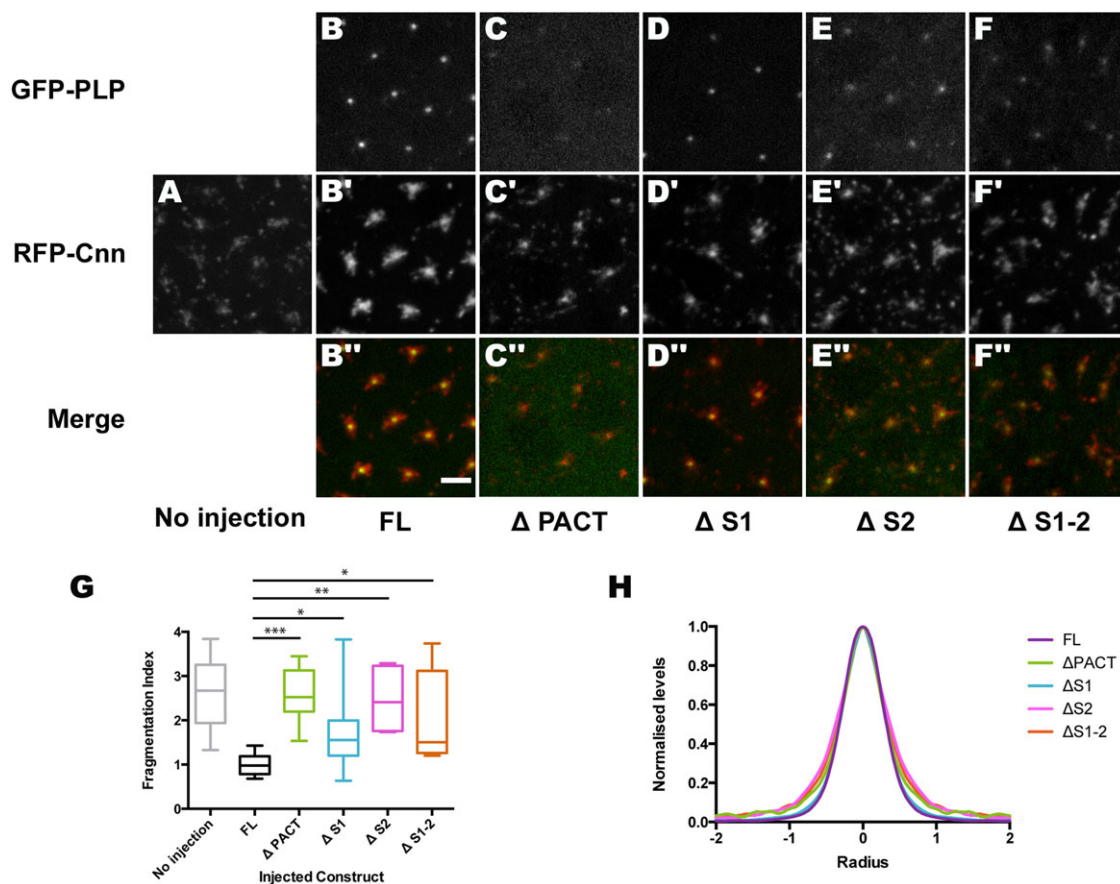 B C D E F
GFP-PLP
A B' C' D' E' F'
RFP-Cnn
B'' C'' D'' E'' F''
Merge
No injection FL Δ PACT Δ S1 Δ S2 Δ S1-2
G
*
**
*
***
4
3
2
1
0
Fragmentation Index
No injection FL Δ PACT Δ S1 Δ S2 Δ S1-2
Injected Construct
H
1.0
0.8
0.6
0.4
0.2
0.0
Normalised levels
-2 -1 0 1 2
Radius
FL
ΔPACT
ΔS1
ΔS2
ΔS1-2